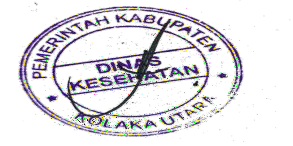 PEMERINTAH KABUPATEN
DINAS
KESEHATAN
KOLAKA UTARA